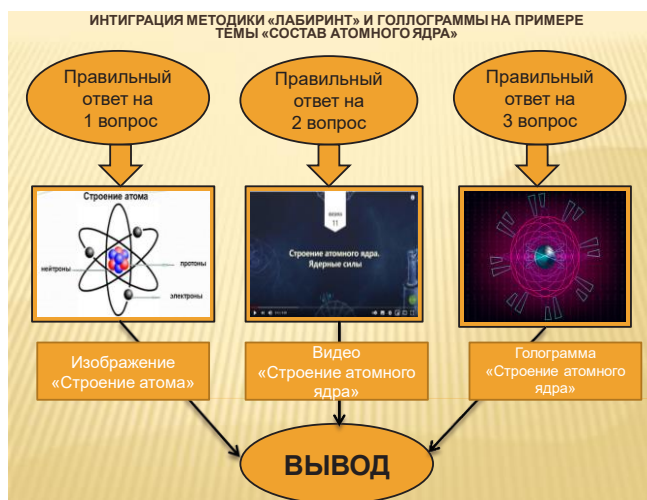 ИНТИГРАЦИЯ МЕТОДИКИ «ЛАБИРИНТ» И ГОЛЛОГРАММЫ НА ПРИМЕРЕ
ТЕМЫ «СОСТАВ АТОМНОГО ЯДРА»
Правильный
ответ на
1 вопрос
Правильный
ответ на
2 вопрос
Правильный
ответ на
3 вопрос
Строение атома
нейтроны
протоны
электроны
11
Строение атомного ядра.
Ядерные силы
Изображение
«Строение атома»
Видео
«Строение атомного
ядра»
Голограмма
«Строение атомного
ядра»
ВЫВОД